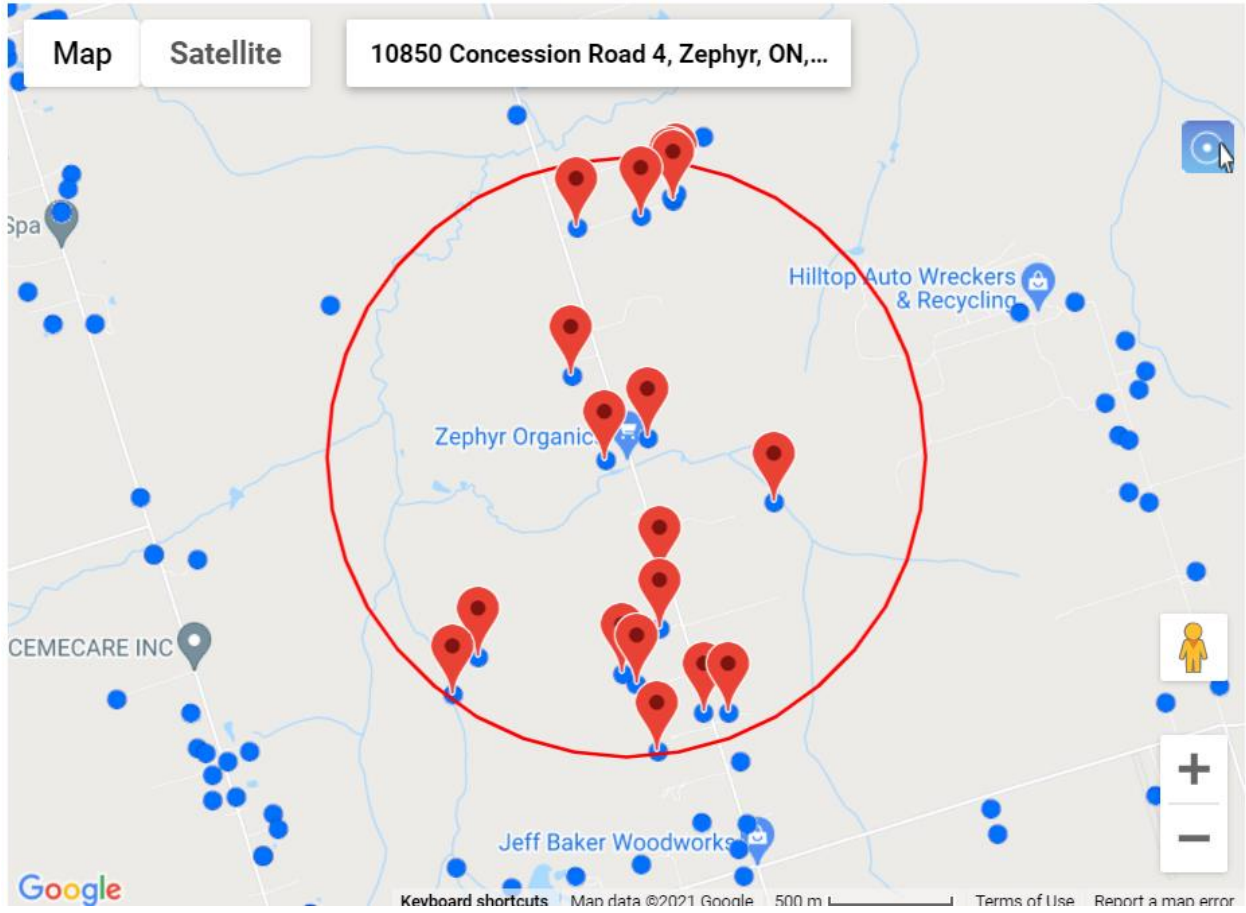 Map
Satellite
10850 Concession Road 4, Zephyr, ON,...
Spa
Hilltop Auto Wreckers
& Recycling
Zephyr Organics
CEMECARE INC
Jeff Baker Woodworks
+
−
Google
Keyboard shortcuts Map data ©2021 Google 500 m Terms of Use Report a map error